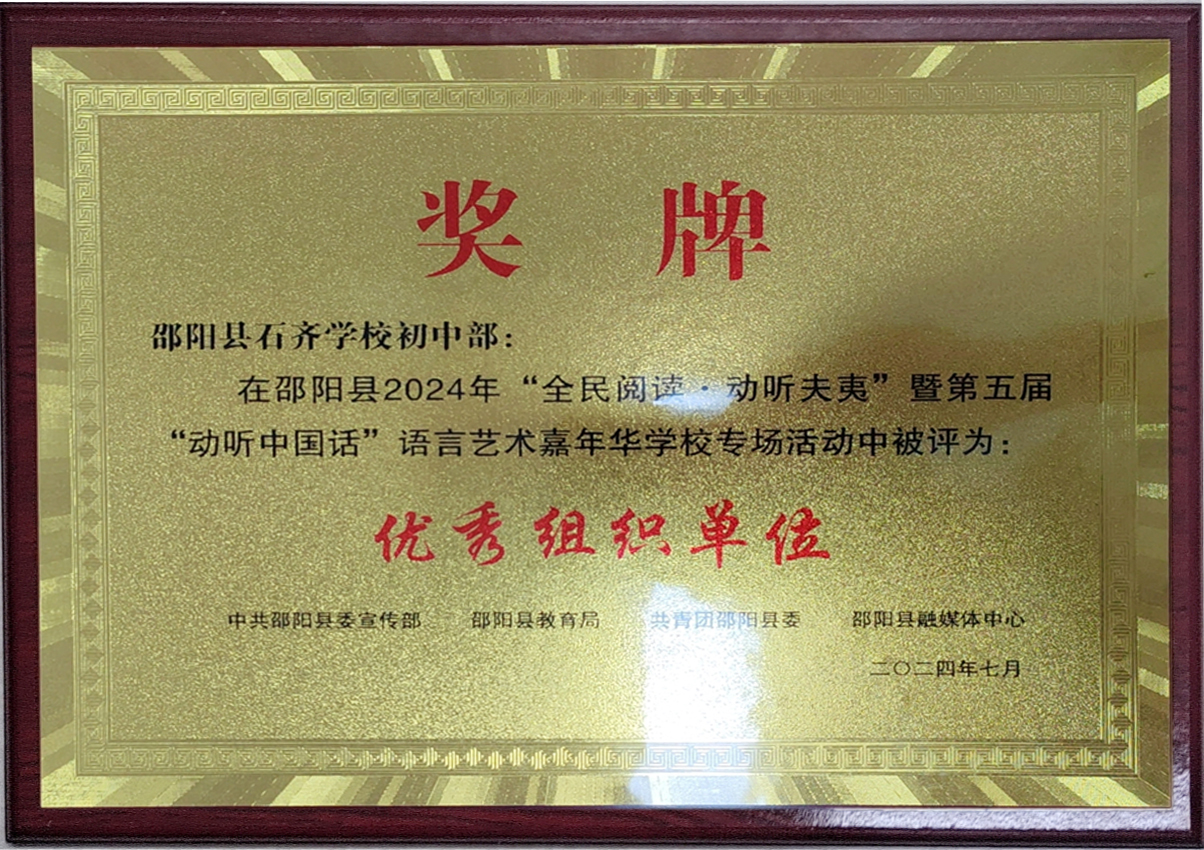 奖 牌
邵阳县石齐学校初中部：
在邵阳县2024年“全民阅读·动听夫夷”暨第五届
“动听中国话”语言艺术嘉年华学校专场活动中被评为：
优秀组织单位
中共邵阳县委宣传部 邵阳县教育局 共青团邵阳县委 邵阳县融媒体中心
二〇二四年七月